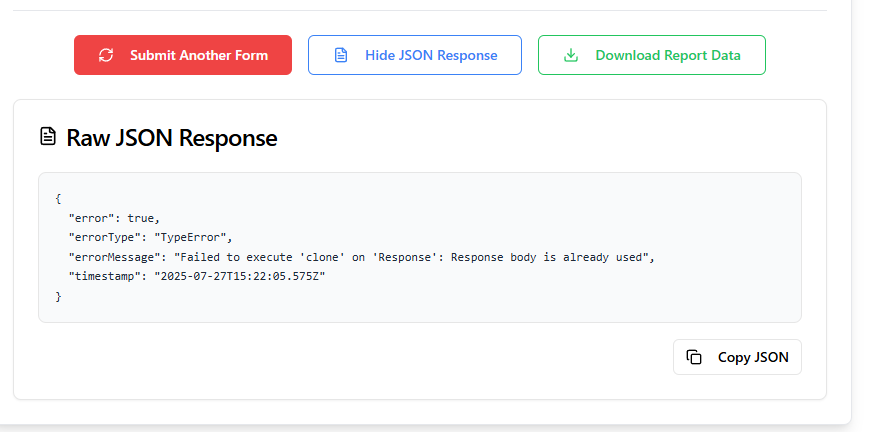 Submit Another Form
Hide JSON Response
Download Report Data
Raw JSON Response
{
  "error": true,
  "errorType": "TypeError",
  "errorMessage": "Failed to execute 'clone' on 'Response': Response body is already used",
  "timestamp": "2025-07-27T15:22:05.575Z"
}
Copy JSON